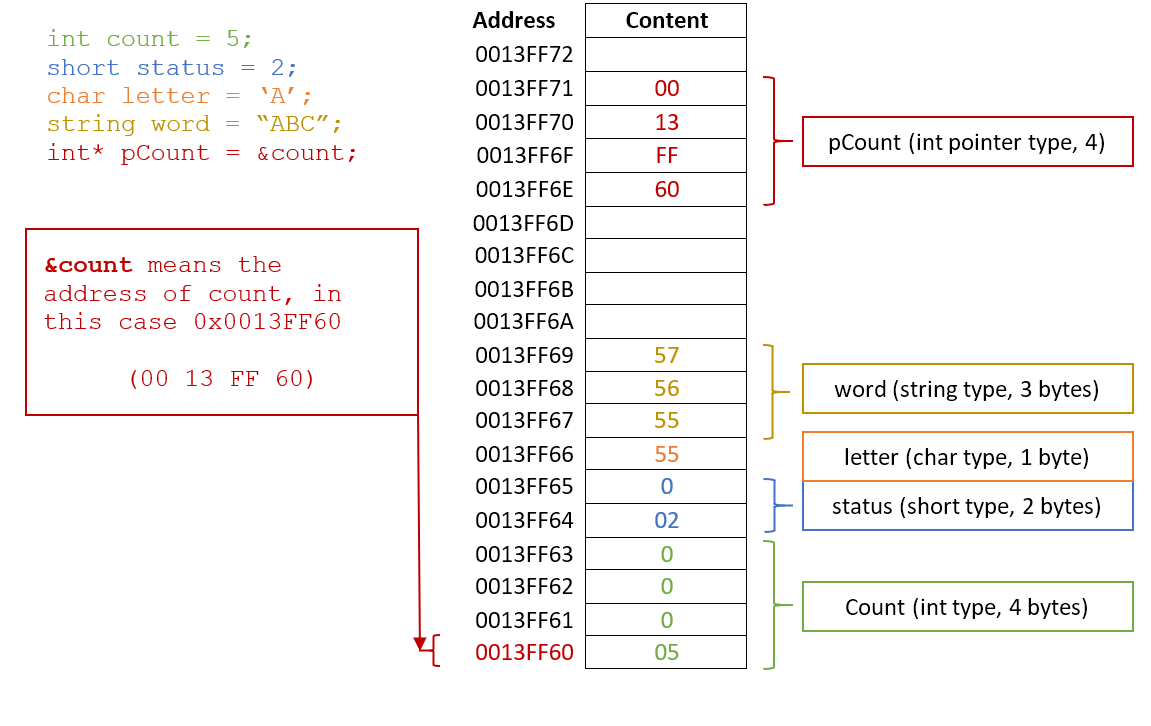 int count = 5;
short status = 2;
char letter = ‘A’;
string word = “ABC”;
int* pCount = &count;
&count means the
address of count, in
this case 0x0013FF60
(00 13 FF 60)
Address Content
0013FF72
0013FF71 00
0013FF70 13
0013FF6F FF
0013FF6E 60
0013FF6D
0013FF6C
0013FF6B
0013FF6A
0013FF69 57
0013FF68 56
0013FF67 55
0013FF66 55
0013FF65 0
0013FF64 02
0013FF63 0
0013FF62 0
0013FF61 0
0013FF60 05
pCount (int pointer type, 4)
word (string type, 3 bytes)
letter (char type, 1 byte)
status (short type, 2 bytes)
Count (int type, 4 bytes)